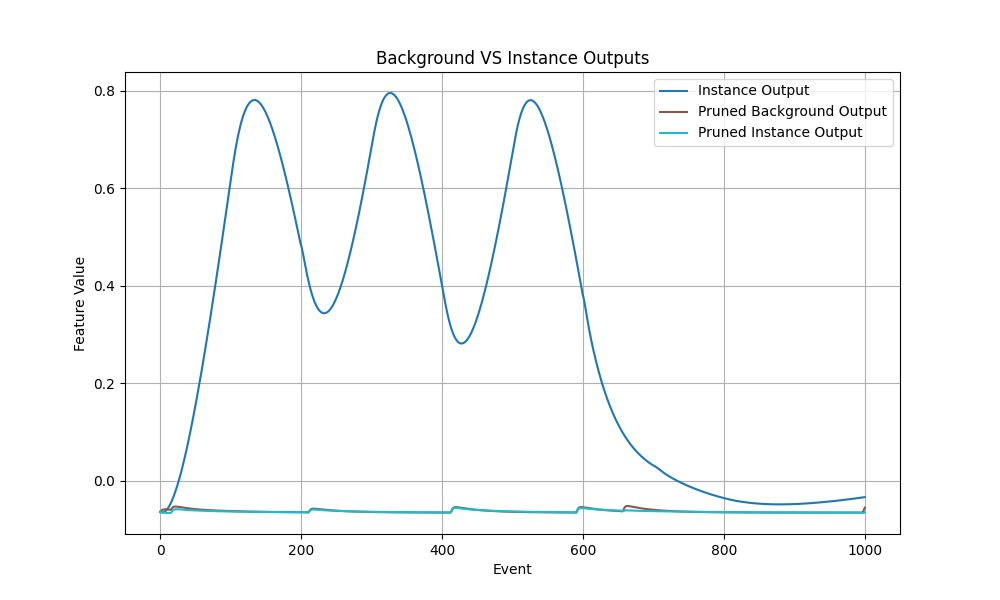 Background VS Instance Outputs
Instance Output
Pruned Background Output
Pruned Instance Output
0.8
0.6
0.4
0.2
0.0
Feature Value
0 200 400 600 800 1000
Event